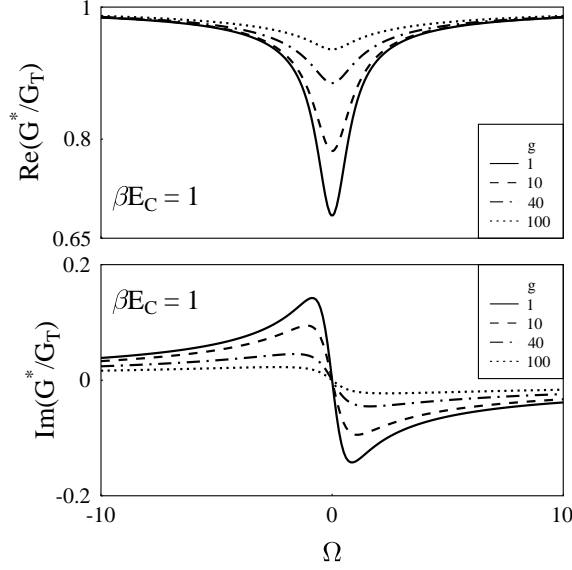 1
0.8
0.65
Re(G*/G_T)
βE_C = 1
g
1
10
40
100
0.2
0
-0.2
Im(G*/G_T)
βE_C = 1
g
1
10
40
100
-10
0
10
Ω